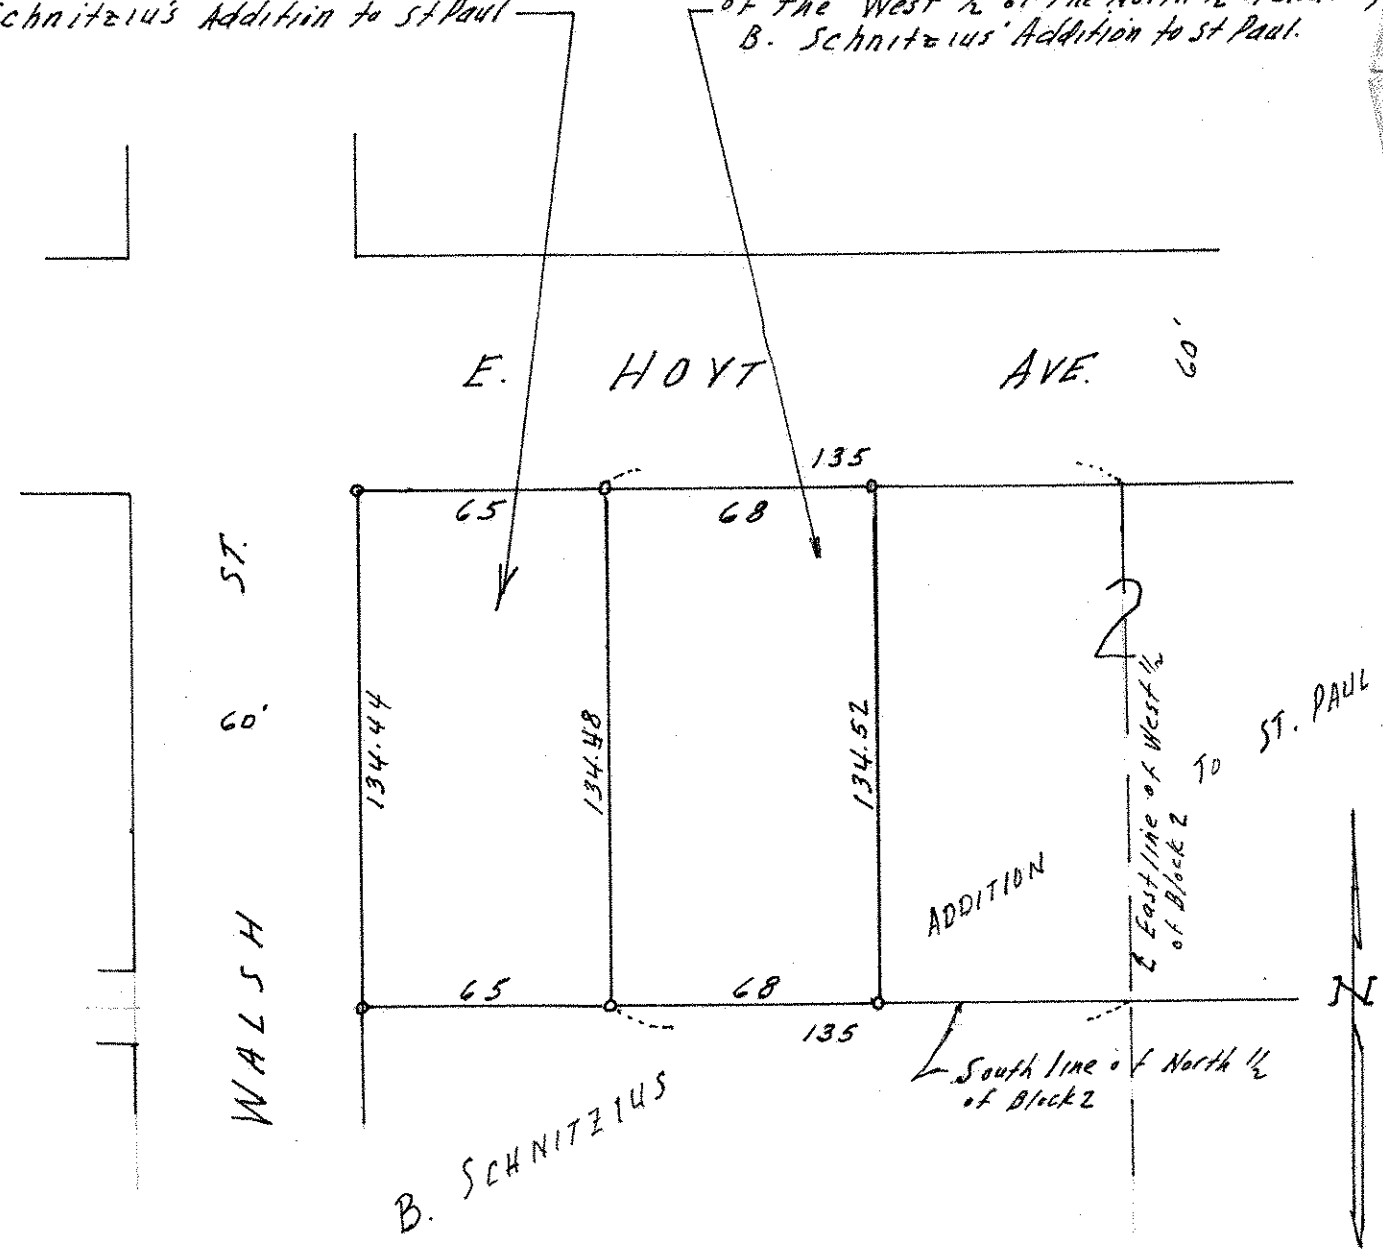 Schnitzius Addition to St Paul
of the West ½ of the North ½
B. Schnitzius' Addition to St Paul.
E. HOYT AVE. 60'
135
65 68
ST.
60'
WALSH
134.44
134.48
134.52
2
East line of West ½
of Block 2
ADDITION
TO ST. PAUL
65 68
135
N
South line of North ½
of Block 2
B. SCHNITZIUS